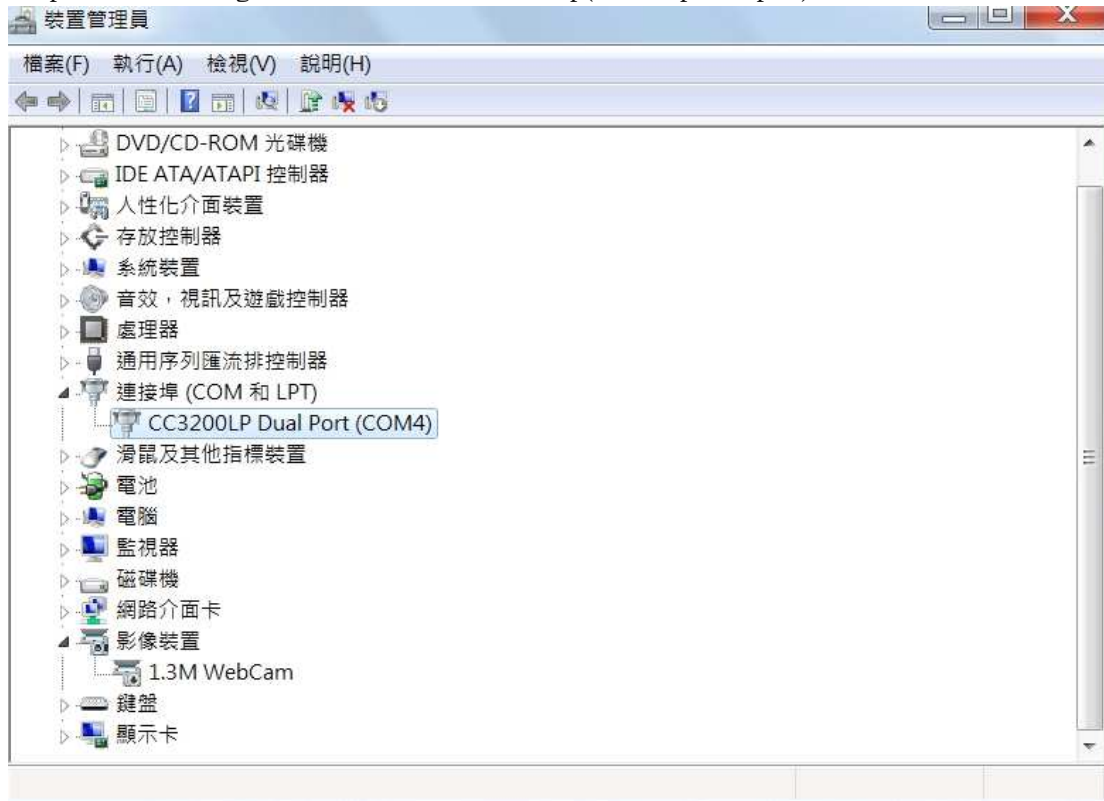 裝置管理員
檔案(F) 執行(A) 檢視(V) 說明(H)
DVD/CD-ROM 光碟機
IDE ATA/ATAPI 控制器
人性化介面裝置
存放控制器
系統裝置
音效，視訊及遊戲控制器
處理器
通用序列匯流排控制器
連接埠 (COM 和 LPT)
CC3200LP Dual Port (COM4)
滑鼠及其他指標裝置
電池
電腦
監視器
磁碟機
網路介面卡
影像裝置
1.3M WebCam
鍵盤
顯示卡